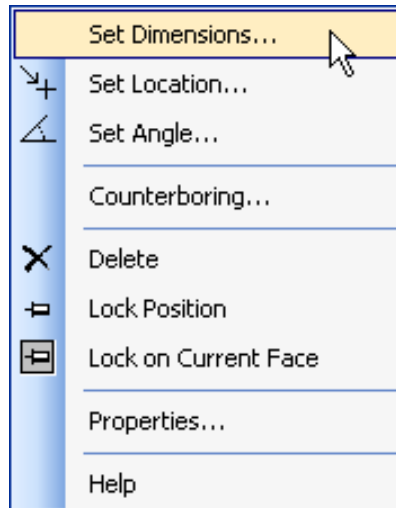 Set Dimensions...
Set Location...
Set Angle...
Counterboring...
Delete
Lock Position
Lock on Current Face
Properties...
Help